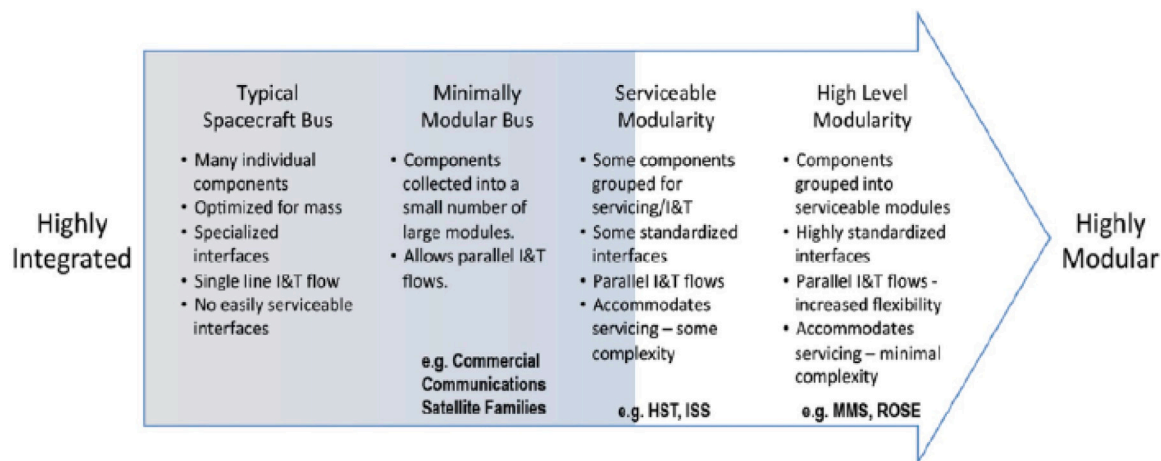 Highly
Integrated
Typical
Spacecraft Bus
• Many individual
components
• Optimized for mass
• Specialized
interfaces
• Single line I&T flow
• No easily serviceable
interfaces
Minimally
Modular Bus
• Components
collected into a
small number of
large modules.
• Allows parallel I&T
flows.
e.g. Commercial
Communications
Satellite Families
Serviceable
Modularity
• Some components
grouped for
servicing/I&T
• Some standardized
interfaces
• Parallel I&T flows
• Accommodates
servicing – some
complexity
e.g. HST, ISS
High Level
Modularity
• Components
grouped into
serviceable modules
• Highly standardized
interfaces
• Parallel I&T flows -
increased flexibility
• Accommodates
servicing – minimal
complexity
e.g. MMS, ROSE
Highly
Modular